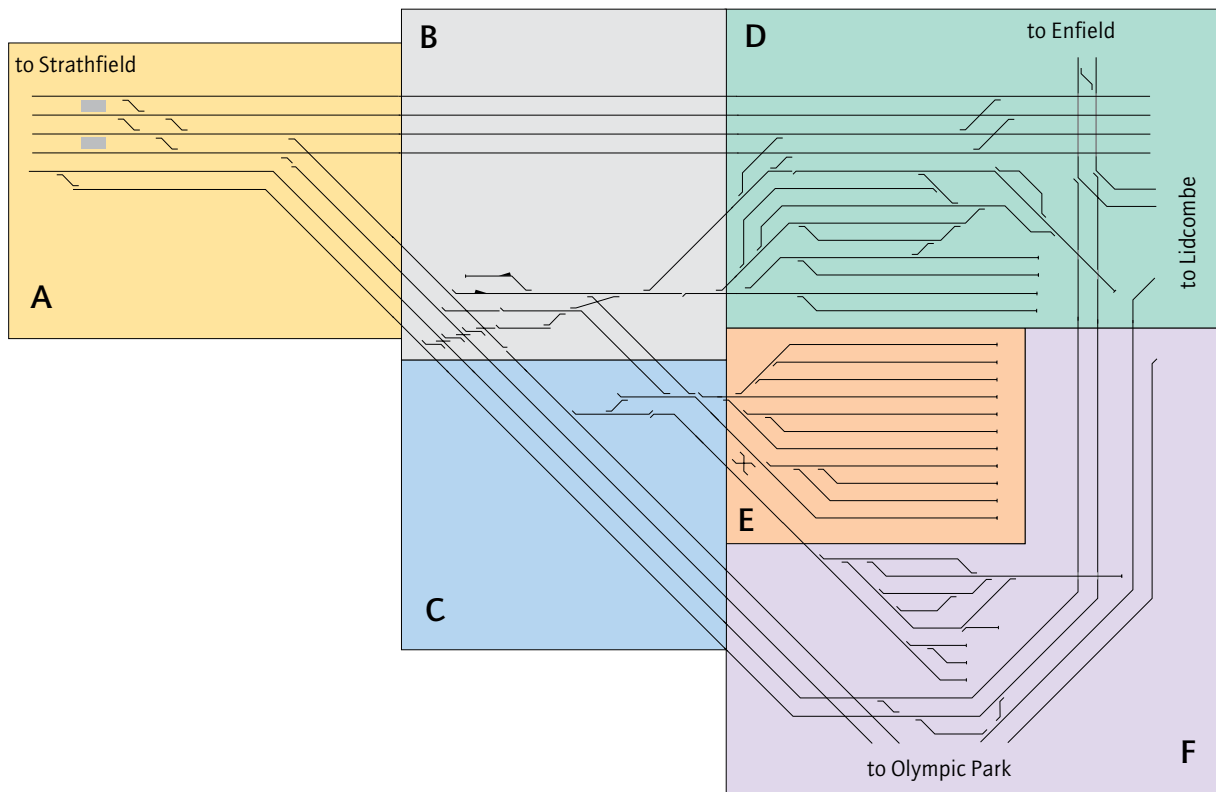 B
D
to Enfield
to Strathfield
to Lidcombe
A
E
C
F
to Olympic Park